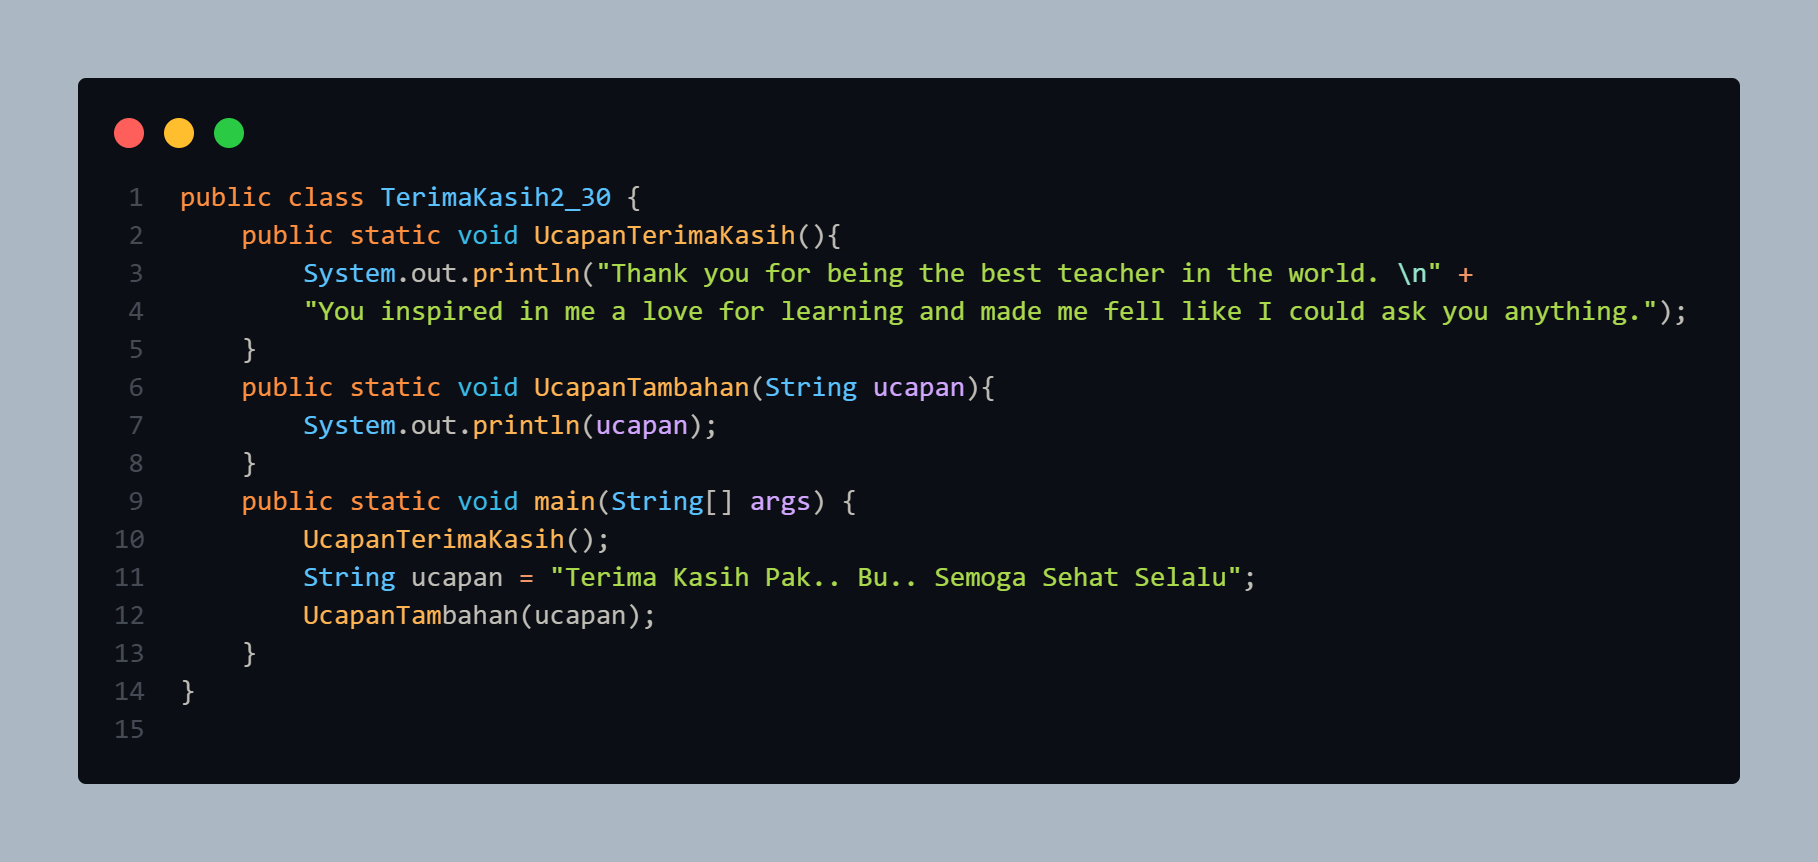 1 public class TerimaKasih2_30 {
2     public static void UcapanTerimaKasih(){
3         System.out.println("Thank you for being the best teacher in the world. \n" +
4         "You inspired in me a love for learning and made me fell like I could ask you anything.");
5     }
6     public static void UcapanTambahan(String ucapan){
7         System.out.println(ucapan);
8     }
9     public static void main(String[] args) {
10         UcapanTerimaKasih();
11         String ucapan = "Terima Kasih Pak.. Bu.. Semoga Sehat Selalu";
12         UcapanTambahan(ucapan);
13     }
14 }
15